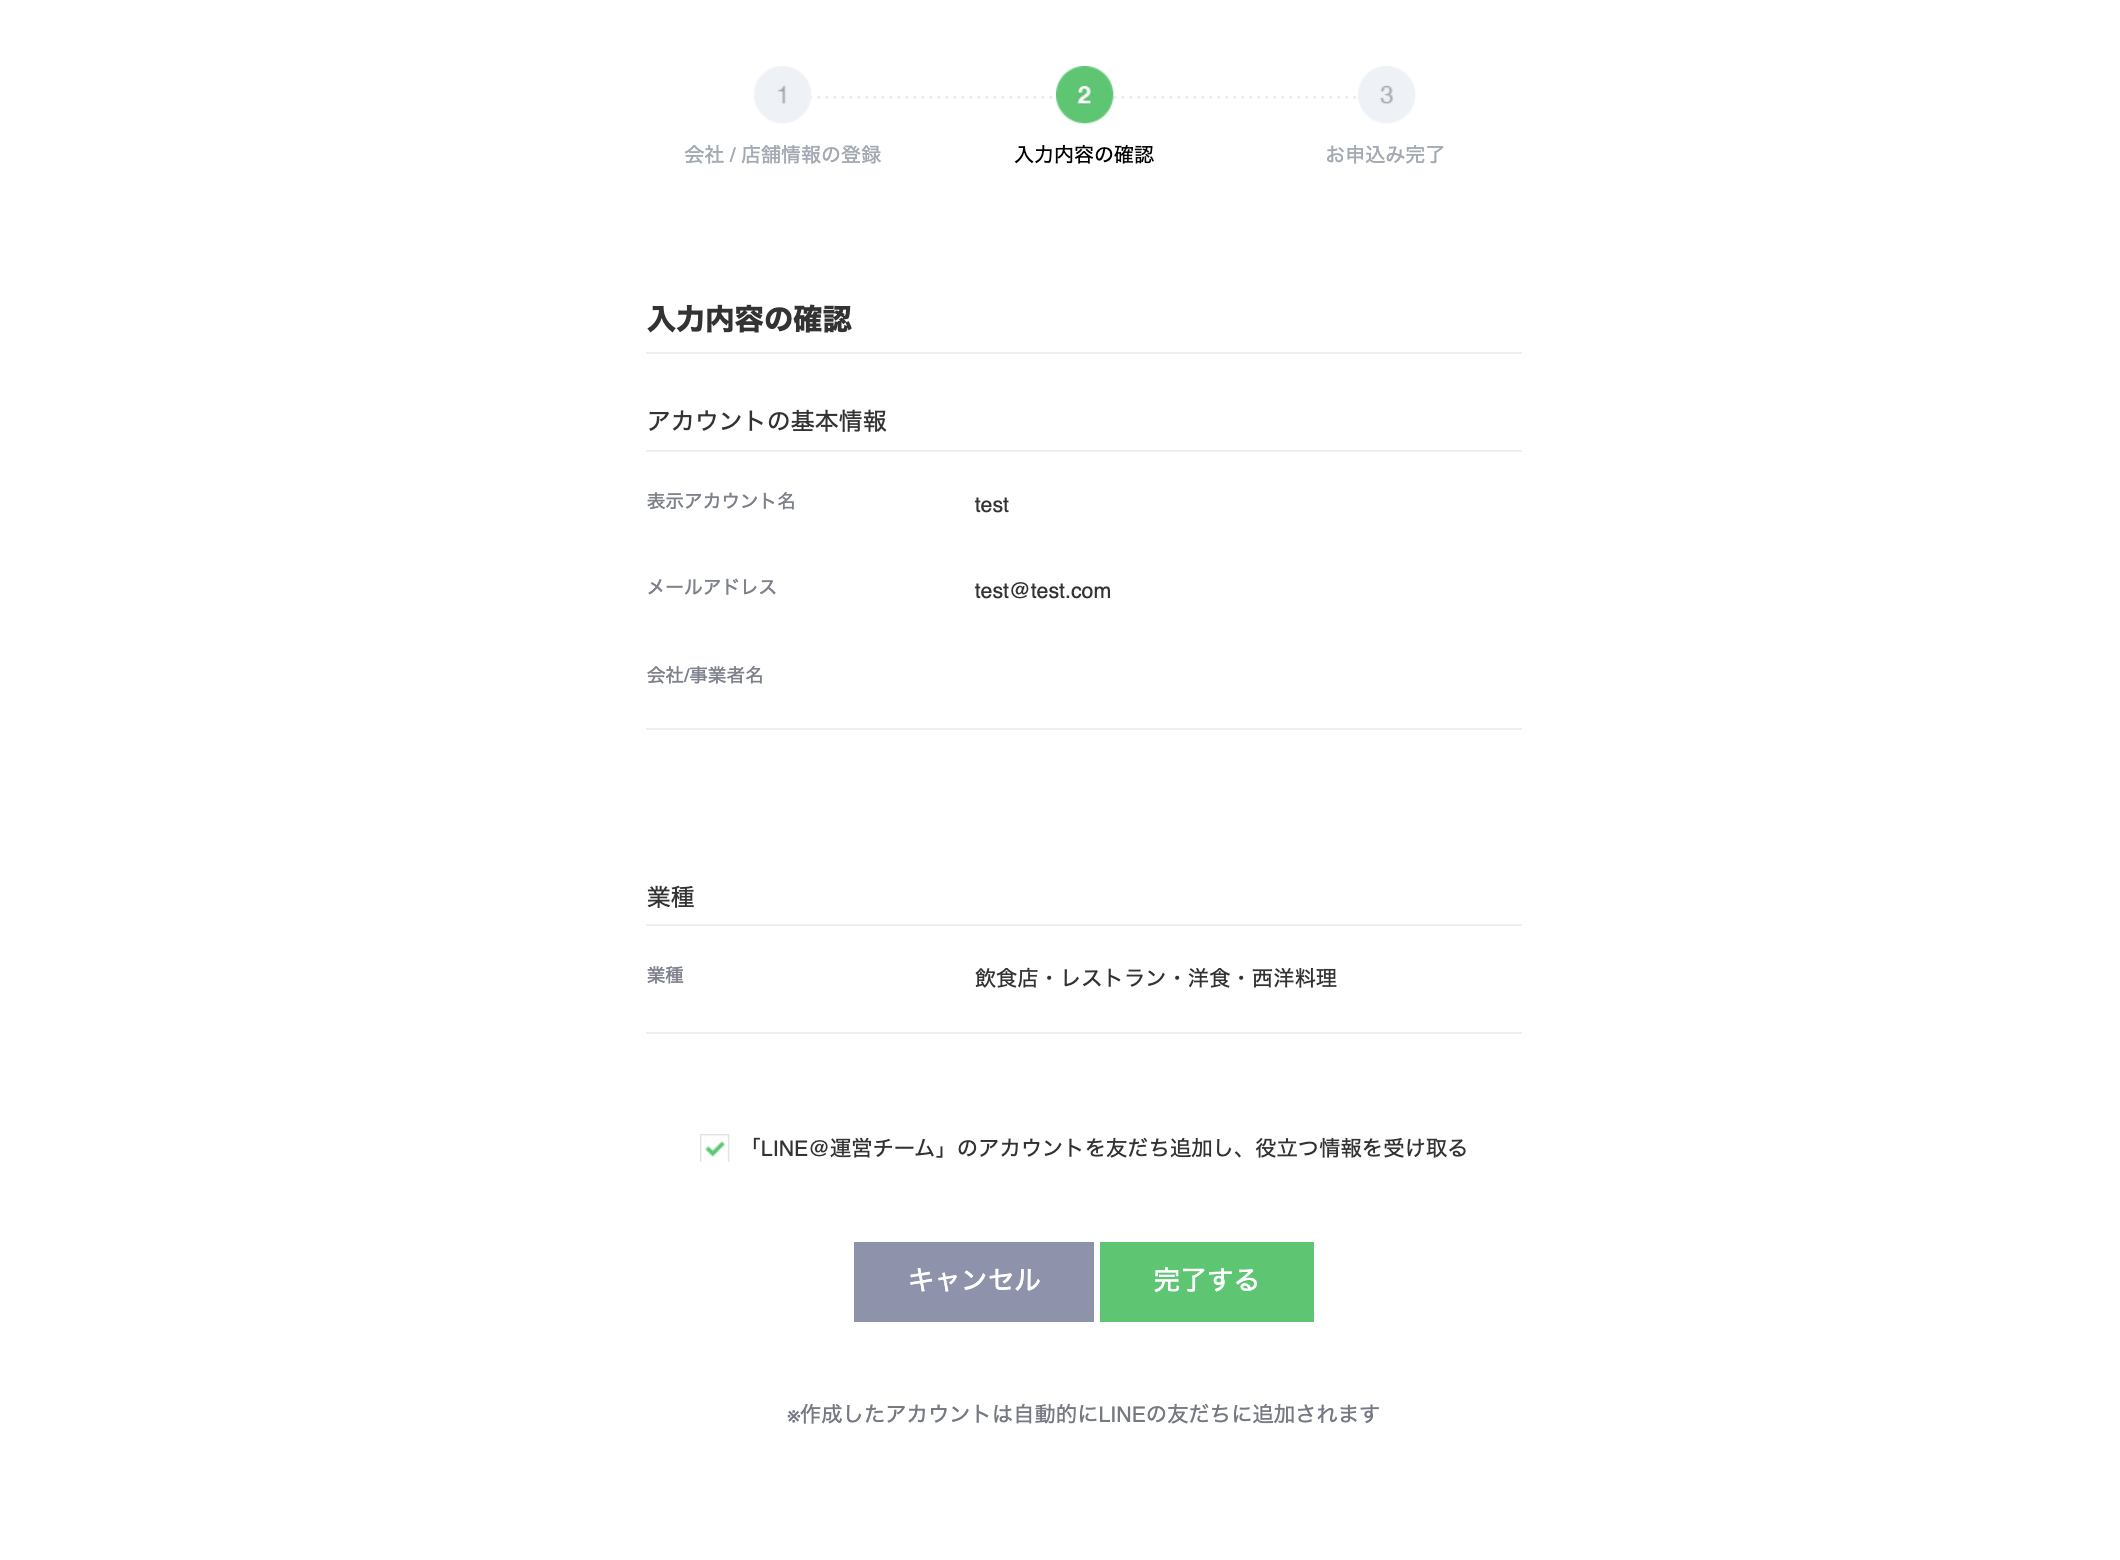 1
2
3
会社 / 店舗情報の登録
入力内容の確認
お申込み完了
入力内容の確認
アカウントの基本情報
表示アカウント名 test
メールアドレス test@test.com
会社/事業者名
業種
業種 飲食店・レストラン・洋食・西洋料理
「LINE@運営チーム」のアカウントを友だち追加し、役立つ情報を受け取る
キャンセル 完了する
※作成したアカウントは自動的にLINEの友だちに追加されます